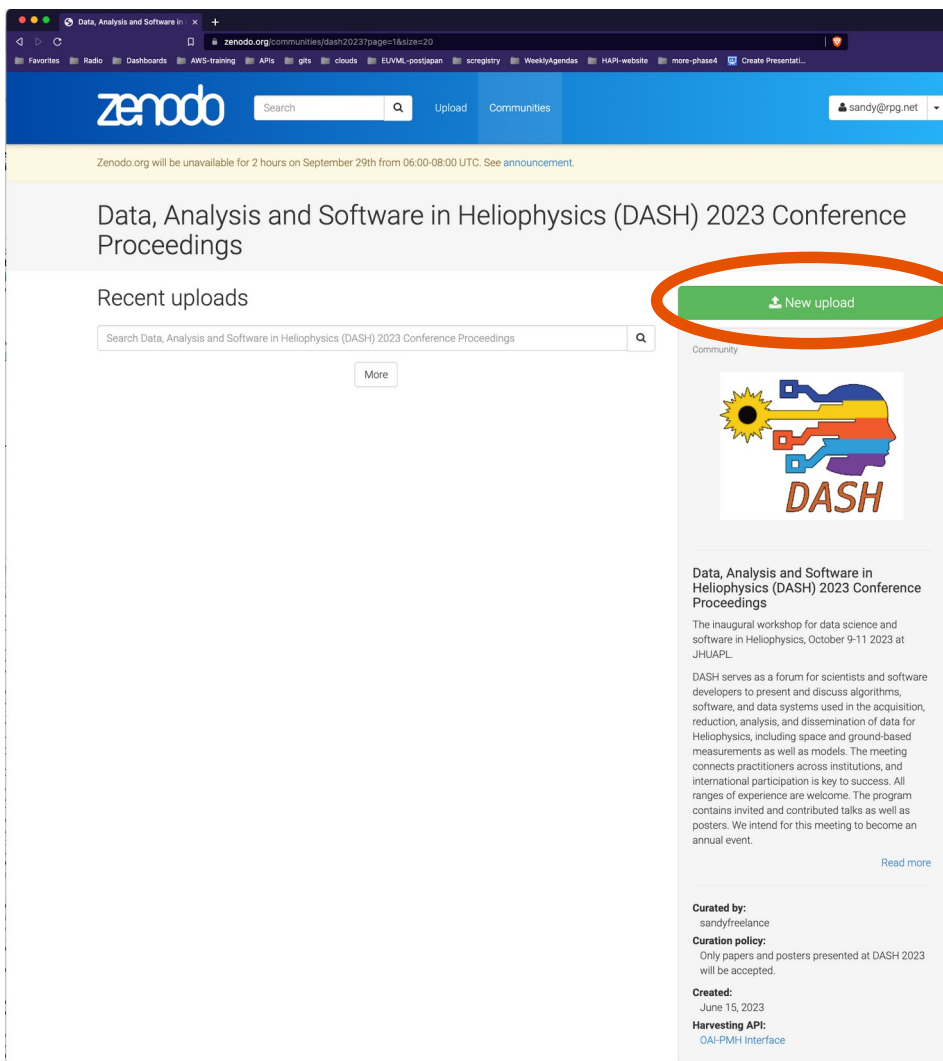 Data, Analysis and Software in
zenodo.org/communities/dash2023?page=1&size=20
Favorites Radio Dashboards AWS-training APIs gits clouds EUVML-postjapan scregistry WeeklyAgendas HAPI-website more-phase4 Create Presentati...
zenodo Search Upload Communities sandy@rpg.net
Zenodo.org will be unavailable for 2 hours on September 29th from 06:00-08:00 UTC. See announcement.
Data, Analysis and Software in Heliophysics (DASH) 2023 Conference
Proceedings
Recent uploads
New upload
Search Data, Analysis and Software in Heliophysics (DASH) 2023 Conference Proceedings
More
Community
DASH
Data, Analysis and Software in
Heliophysics (DASH) 2023 Conference
Proceedings
The inaugural workshop for data science and
software in Heliophysics, October 9-11 2023 at
JHUAPL.
DASH serves as a forum for scientists and software
developers to present and discuss algorithms,
software, and data systems used in the acquisition,
reduction, analysis, and dissemination of data for
Heliophysics, including space and ground-based
measurements as well as models. The meeting
connects practitioners across institutions, and
international participation is key to success. All
ranges of experience are welcome. The program
contains invited and contributed talks as well as
posters. We intend for this meeting to become an
annual event.
Read more
Curated by:
sandyfreelance
Curation policy:
Only papers and posters presented at DASH 2023
will be accepted.
Created:
June 15, 2023
Harvesting API:
OAI-PMH Interface